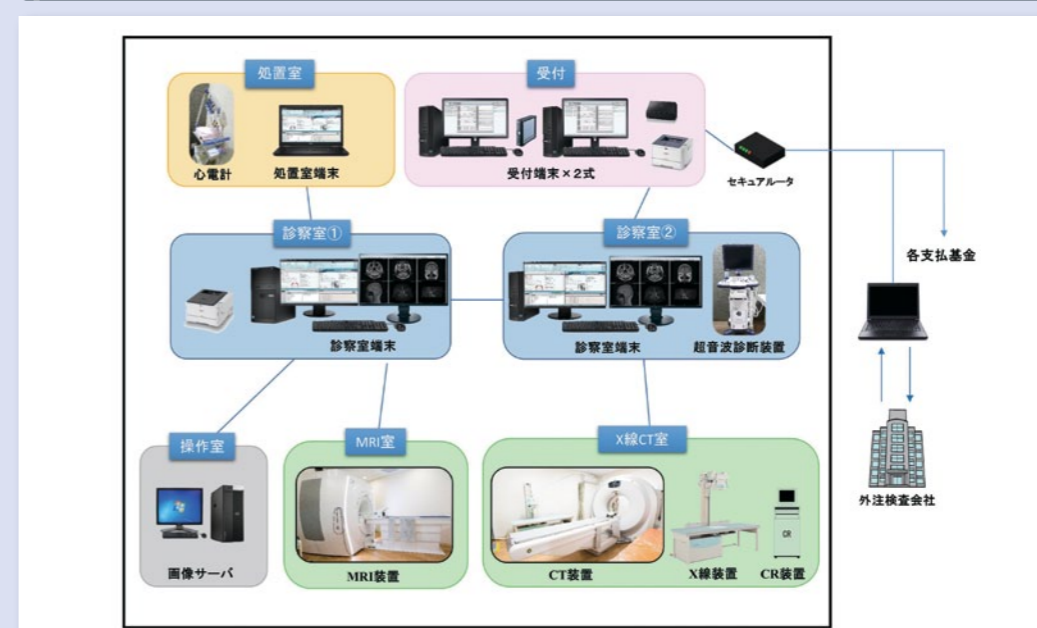 処置室
受付
心電計
処置室端末
受付端末×2式
セキュアルータ
診察室①
診察室②
各支払基金
診察室端末
診察室端末
超音波診断装置
操作室
MRI室
X線CT室
外注検査会社
CR
画像サーバ
MRI装置
CT装置
X線装置
CR装置